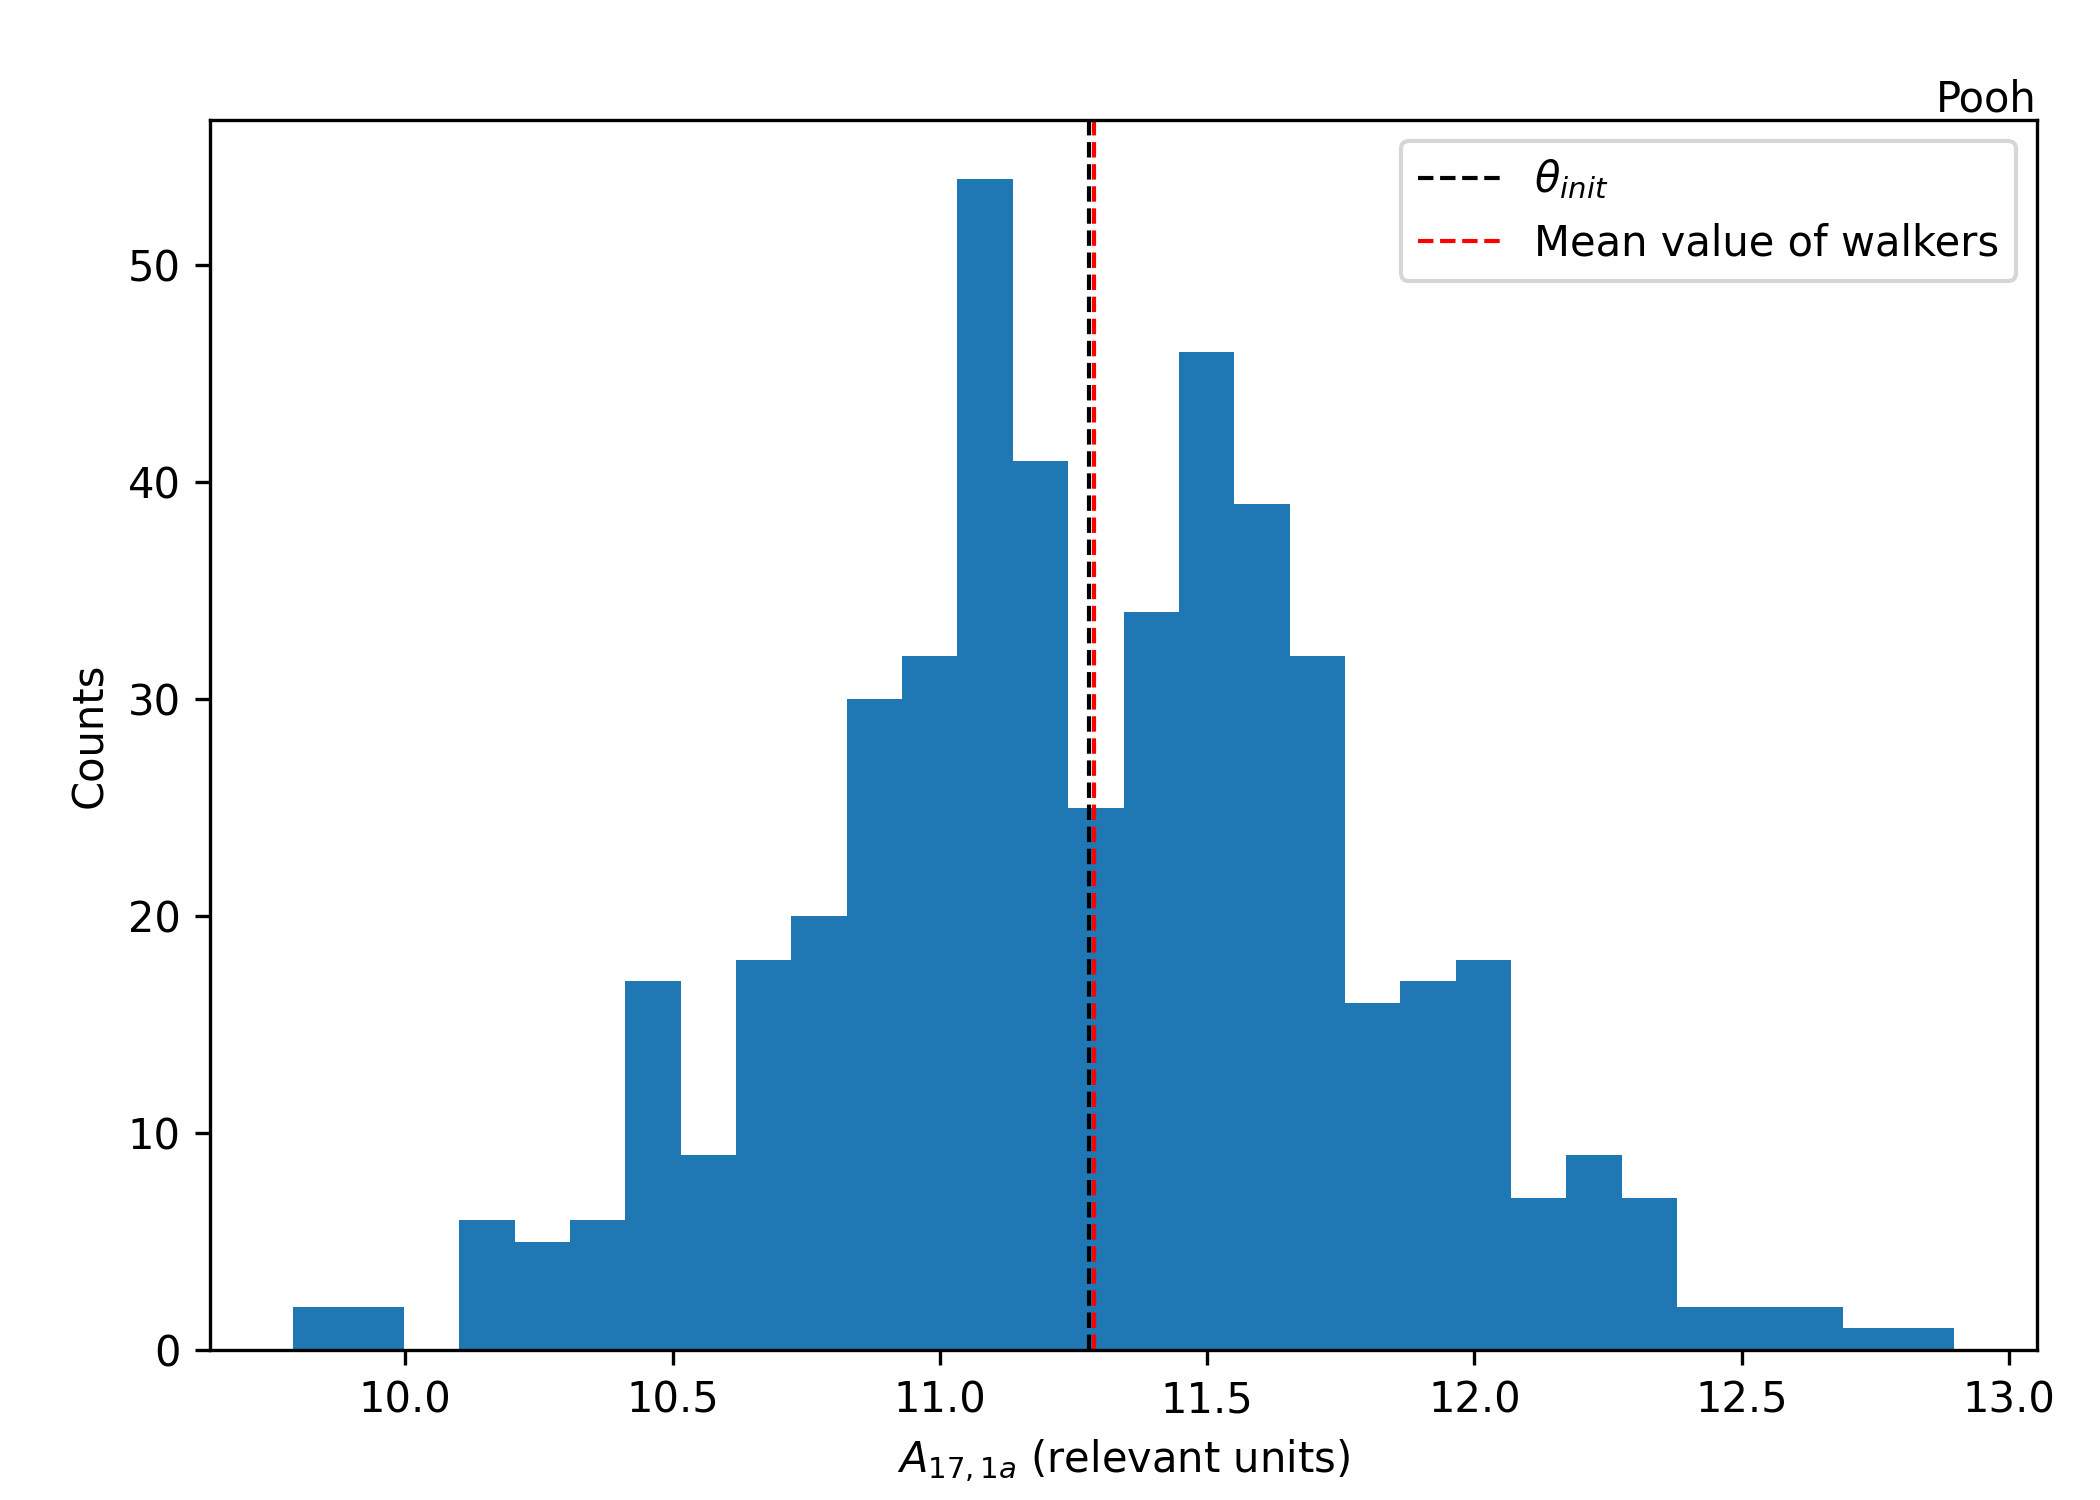 Pooh
θinit
Mean value of walkers
50
40
30
20
10
0
Counts
10.0 10.5 11.0 11.5 12.0 12.5 13.0
A17,1a (relevant units)